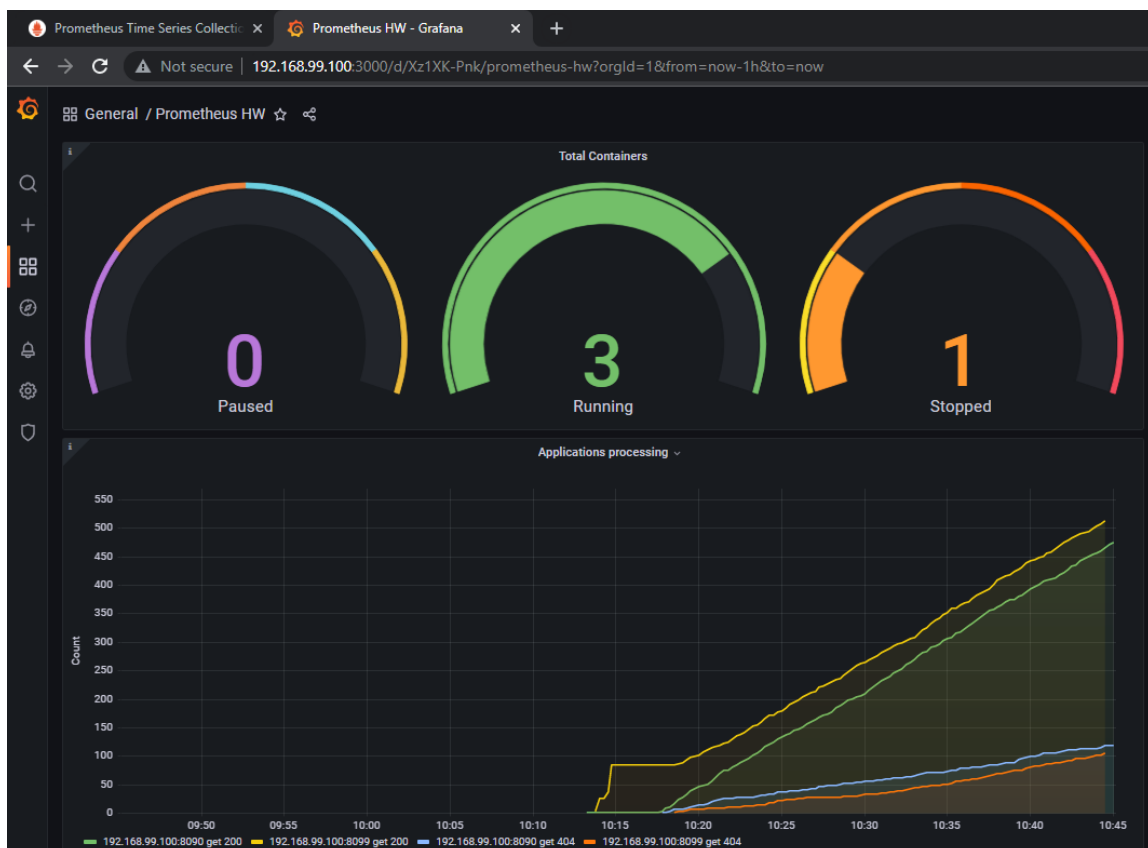 Prometheus Time Series Collectic
Prometheus HW - Grafana
Not secure
192.168.99.100:3000/d/Xz1XK-Pnk/prometheus-hw?orgId=1&from=now-1h&to=now
General / Prometheus HW
Total Containers
0
Paused
3
Running
1
Stopped
Applications processing
Count
550
500
450
400
350
300
250
200
150
100
50
0
09:50 09:55 10:00 10:05 10:10 10:15 10:20 10:25 10:30 10:35 10:40 10:45
192.168.99.100:8090 get 200 192.168.99.100:8099 get 200 192.168.99.100:8090 get 404 192.168.99.100:8099 get 404